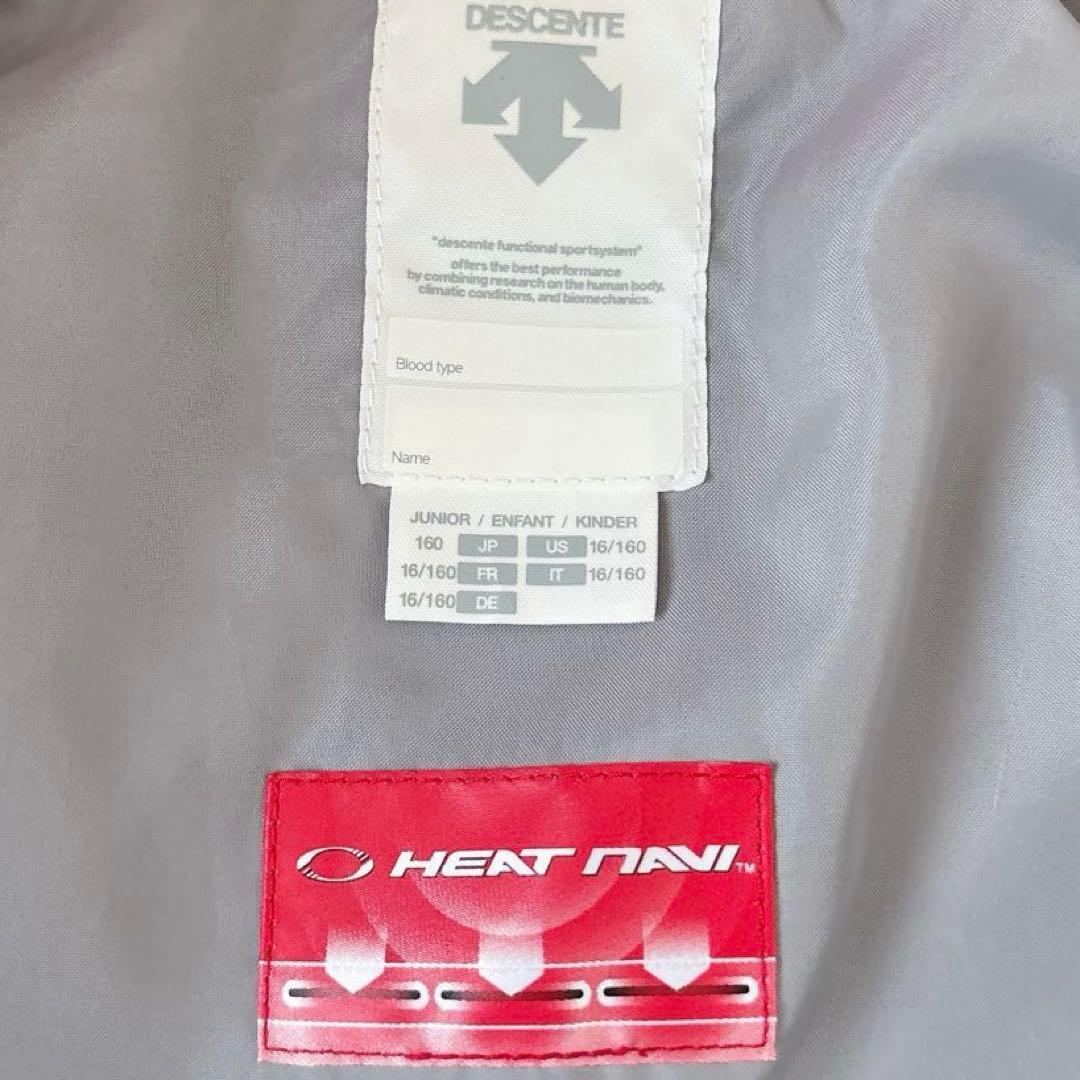 DESCENTE
"descente functional sportsystem"
offers the best performance
by combining research on the human body,
climatic conditions, and biomechanics.
Blood type
Name
JUNIOR / ENFANT / KINDER
160 JP US 16/160
16/160 FR IT 16/160
16/160 DE
HEAT NAVI™